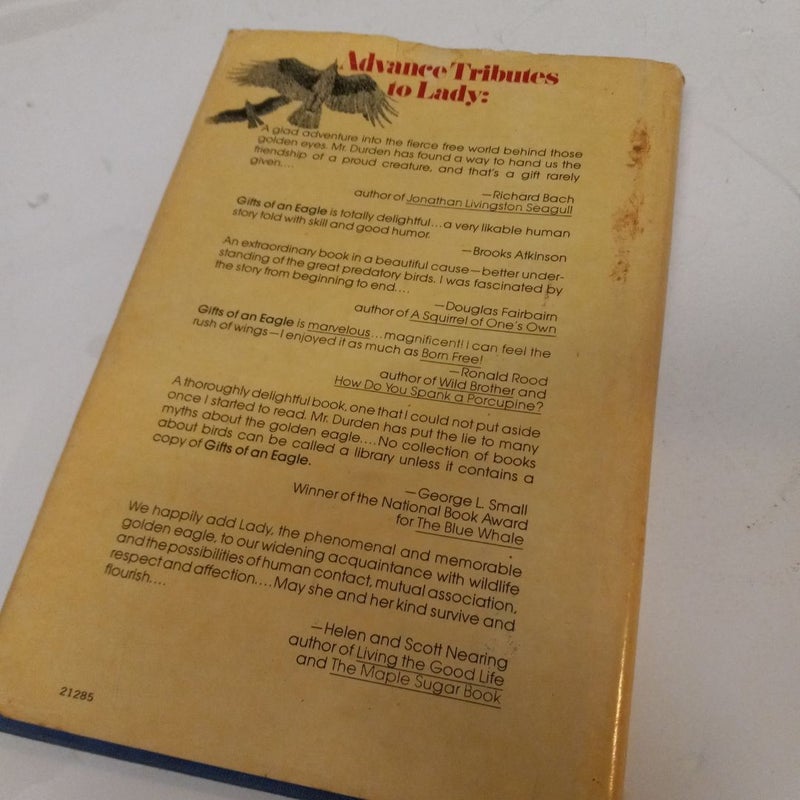 Advance Tributes
to Lady:
A glad adventure into the fierce free world behind those
golden eyes. Mr. Durden has found a way to hand us the
friendship of a proud creature, and that's a gift rarely
given....
—Richard Bach
author of Jonathan Livingston Seagull
Gifts of an Eagle is totally delightful...a very likable human
story told with skill and good humor.
—Brooks Atkinson
An extraordinary book in a beautiful cause—better under-
standing of the great predatory birds. I was fascinated by
the story from beginning to end....
—Douglas Fairbairn
author of A Squirrel of One's Own
Gifts of an Eagle is marvelous...magnificent! I can feel the
rush of wings—I enjoyed it as much as Born Free!
—Ronald Rood
author of Wild Brother and
How Do You Spank a Porcupine?
A thoroughly delightful book, one that I could not put aside
once I started to read. Mr. Durden has put the lie to many
myths about the golden eagle....No collection of books
about birds can be called a library unless it contains a
copy of Gifts of an Eagle.
—George L. Small
Winner of the National Book Award
for The Blue Whale
We happily add Lady, the phenomenal and memorable
golden eagle, to our widening acquaintance with wildlife
and the possibilities of human contact, mutual association,
respect and affection....May she and her kind survive and
flourish....
—Helen and Scott Nearing
author of Living the Good Life
and The Maple Sugar Book
21285